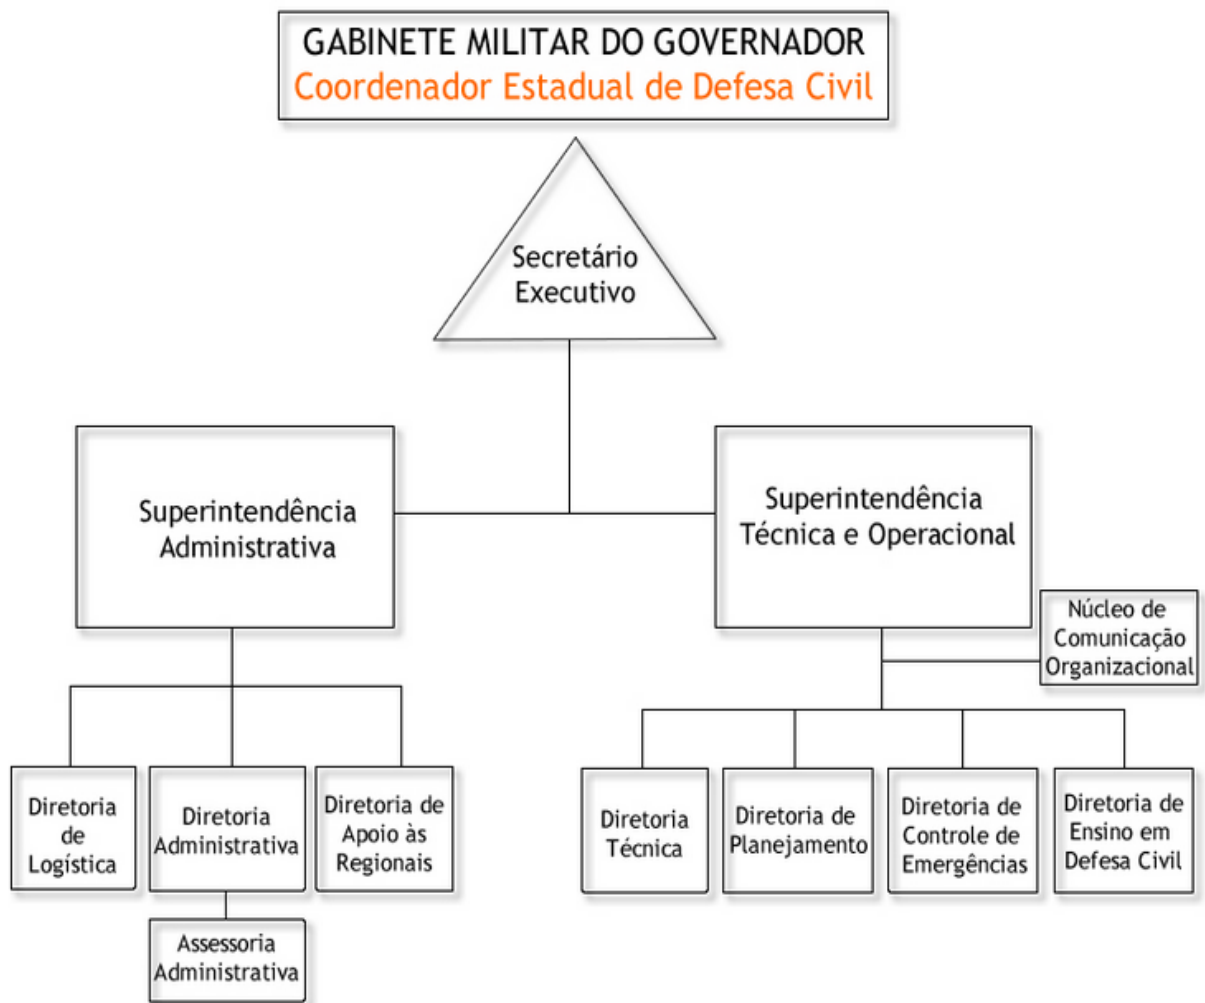 GABINETE MILITAR DO GOVERNADOR
Coordenador Estadual de Defesa Civil
Secretário
Executivo
Superintendência
Administrativa
Superintendência
Técnica e Operacional
Núcleo de
Comunicação
Organizacional
Diretoria
de
Logística
Diretoria
Administrativa
Diretoria de
Apoio às
Regionais
Diretoria
Técnica
Diretoria de
Planejamento
Diretoria de
Controle de
Emergências
Diretoria de
Ensino em
Defesa Civil
Assessoria
Administrativa